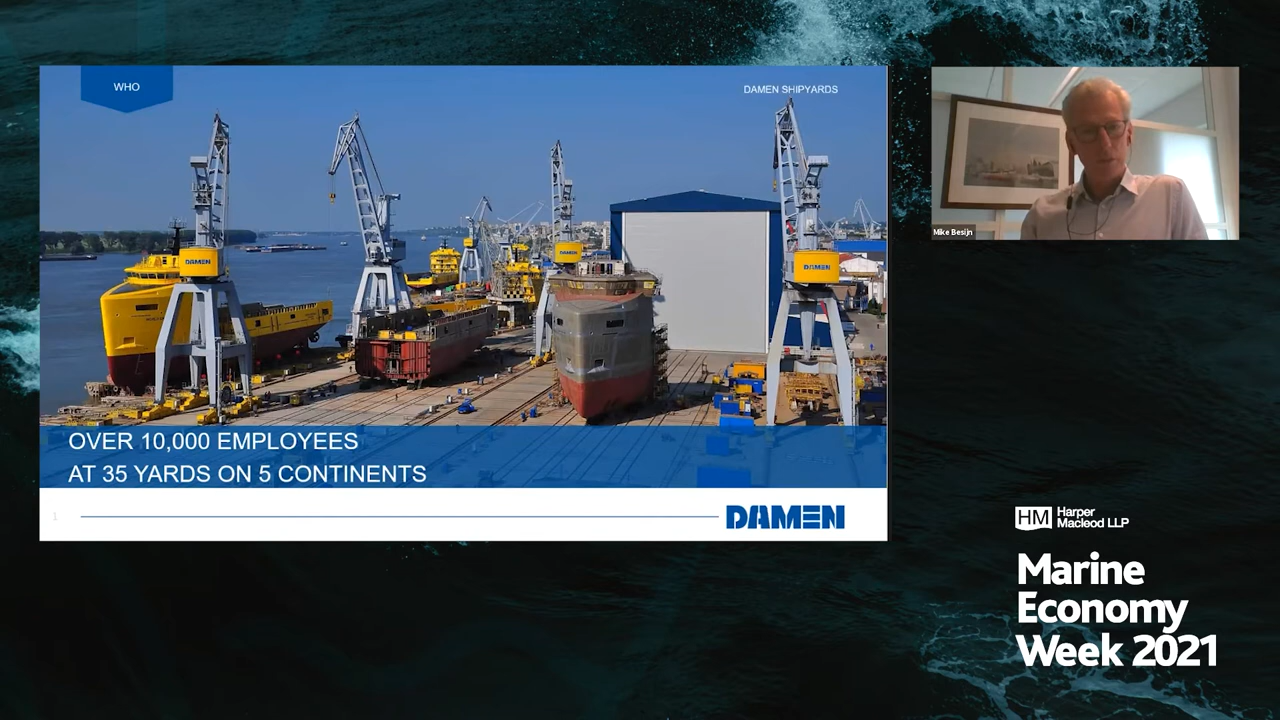 WHO
DAMEN SHIPYARDS
DAMEN
DAMEN
DAMEN
OVER 10,000 EMPLOYEES
AT 35 YARDS ON 5 CONTINENTS
1
DAMEN
Mike Besijn
HM Harper
Macleod LLP
Marine
Economy
Week 2021